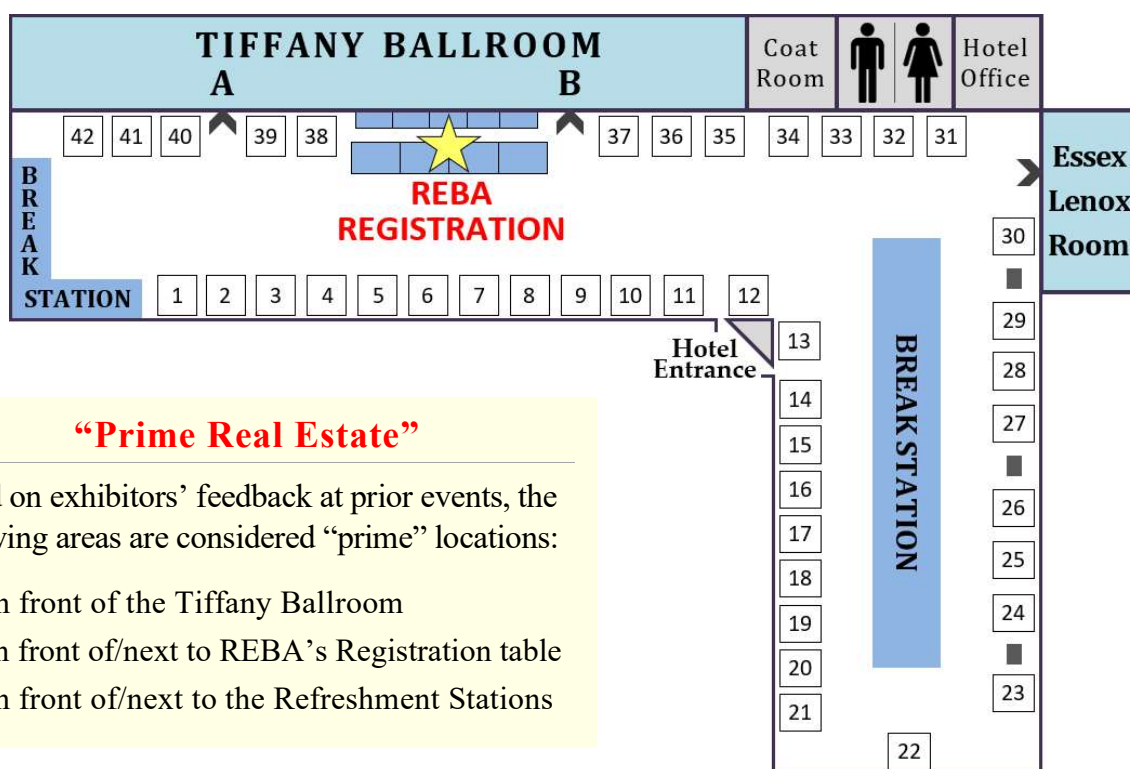 TIFFANY BALLROOM
A B
Coat
Room
Hotel
Office
42 41 40 39 38 37 36 35 34 33 32 31
Essex
Lenox
Room
BREAK
STATION
REBA
REGISTRATION
1 2 3 4 5 6 7 8 9 10 11 12
Hotel
Entrance
13
14
15
16
17
18
19
20
21
22
BREAK STATION
30
29
28
27
26
25
24
23
“Prime Real Estate”
on exhibitors’ feedback at prior events, the
areas are considered “prime” locations:
front of the Tiffany Ballroom
front of/next to REBA’s Registration table
front of/next to the Refreshment Stations